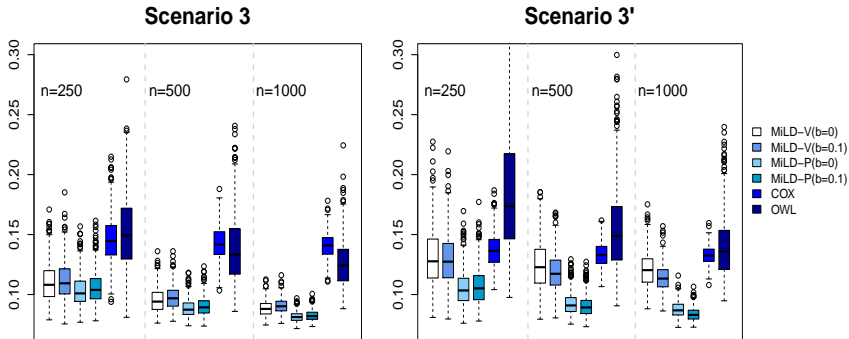 Scenario 3
Scenario 3'
0.30
0.25
0.20
0.15
0.10
n=250
n=500
n=1000
0.30
0.25
0.20
0.15
0.10
n=250
n=500
n=1000
MiLD−V(b=0)
MiLD−V(b=0.1)
MiLD−P(b=0)
MiLD−P(b=0.1)
COX
OWL